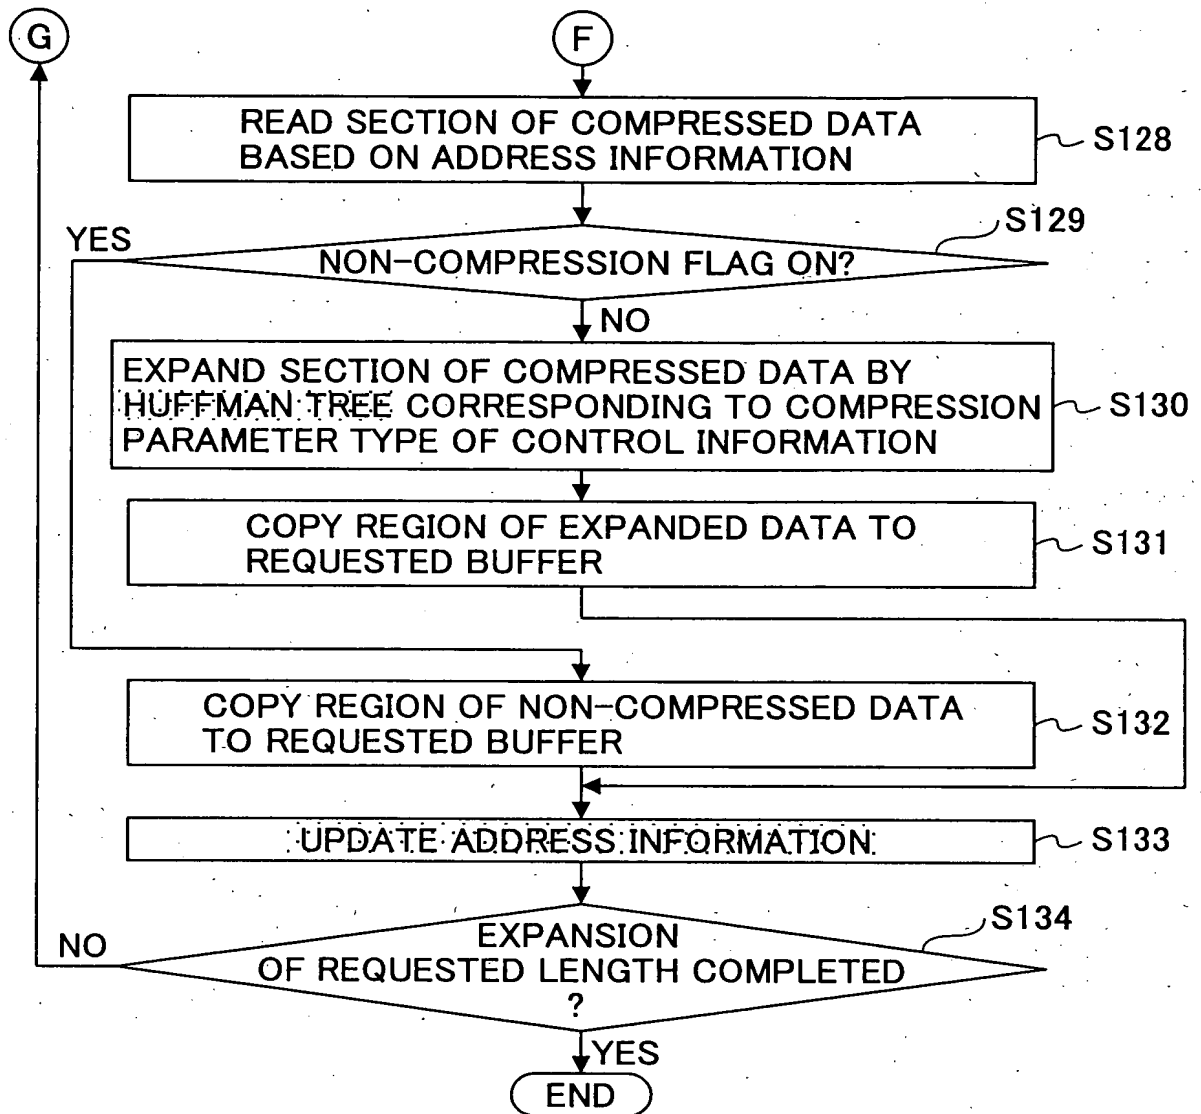 G
F
READ SECTION OF COMPRESSED DATA
BASED ON ADDRESS INFORMATION
S128
S129
YES
NON-COMPRESSION FLAG ON?
NO
EXPAND SECTION OF COMPRESSED DATA BY
HUFFMAN TREE CORRESPONDING TO COMPRESSION
PARAMETER TYPE OF CONTROL INFORMATION
S130
COPY REGION OF EXPANDED DATA TO
REQUESTED BUFFER
S131
COPY REGION OF NON-COMPRESSED DATA
TO REQUESTED BUFFER
S132
UPDATE ADDRESS INFORMATION
S133
S134
NO
EXPANSION
OF REQUESTED LENGTH COMPLETED
?
YES
END